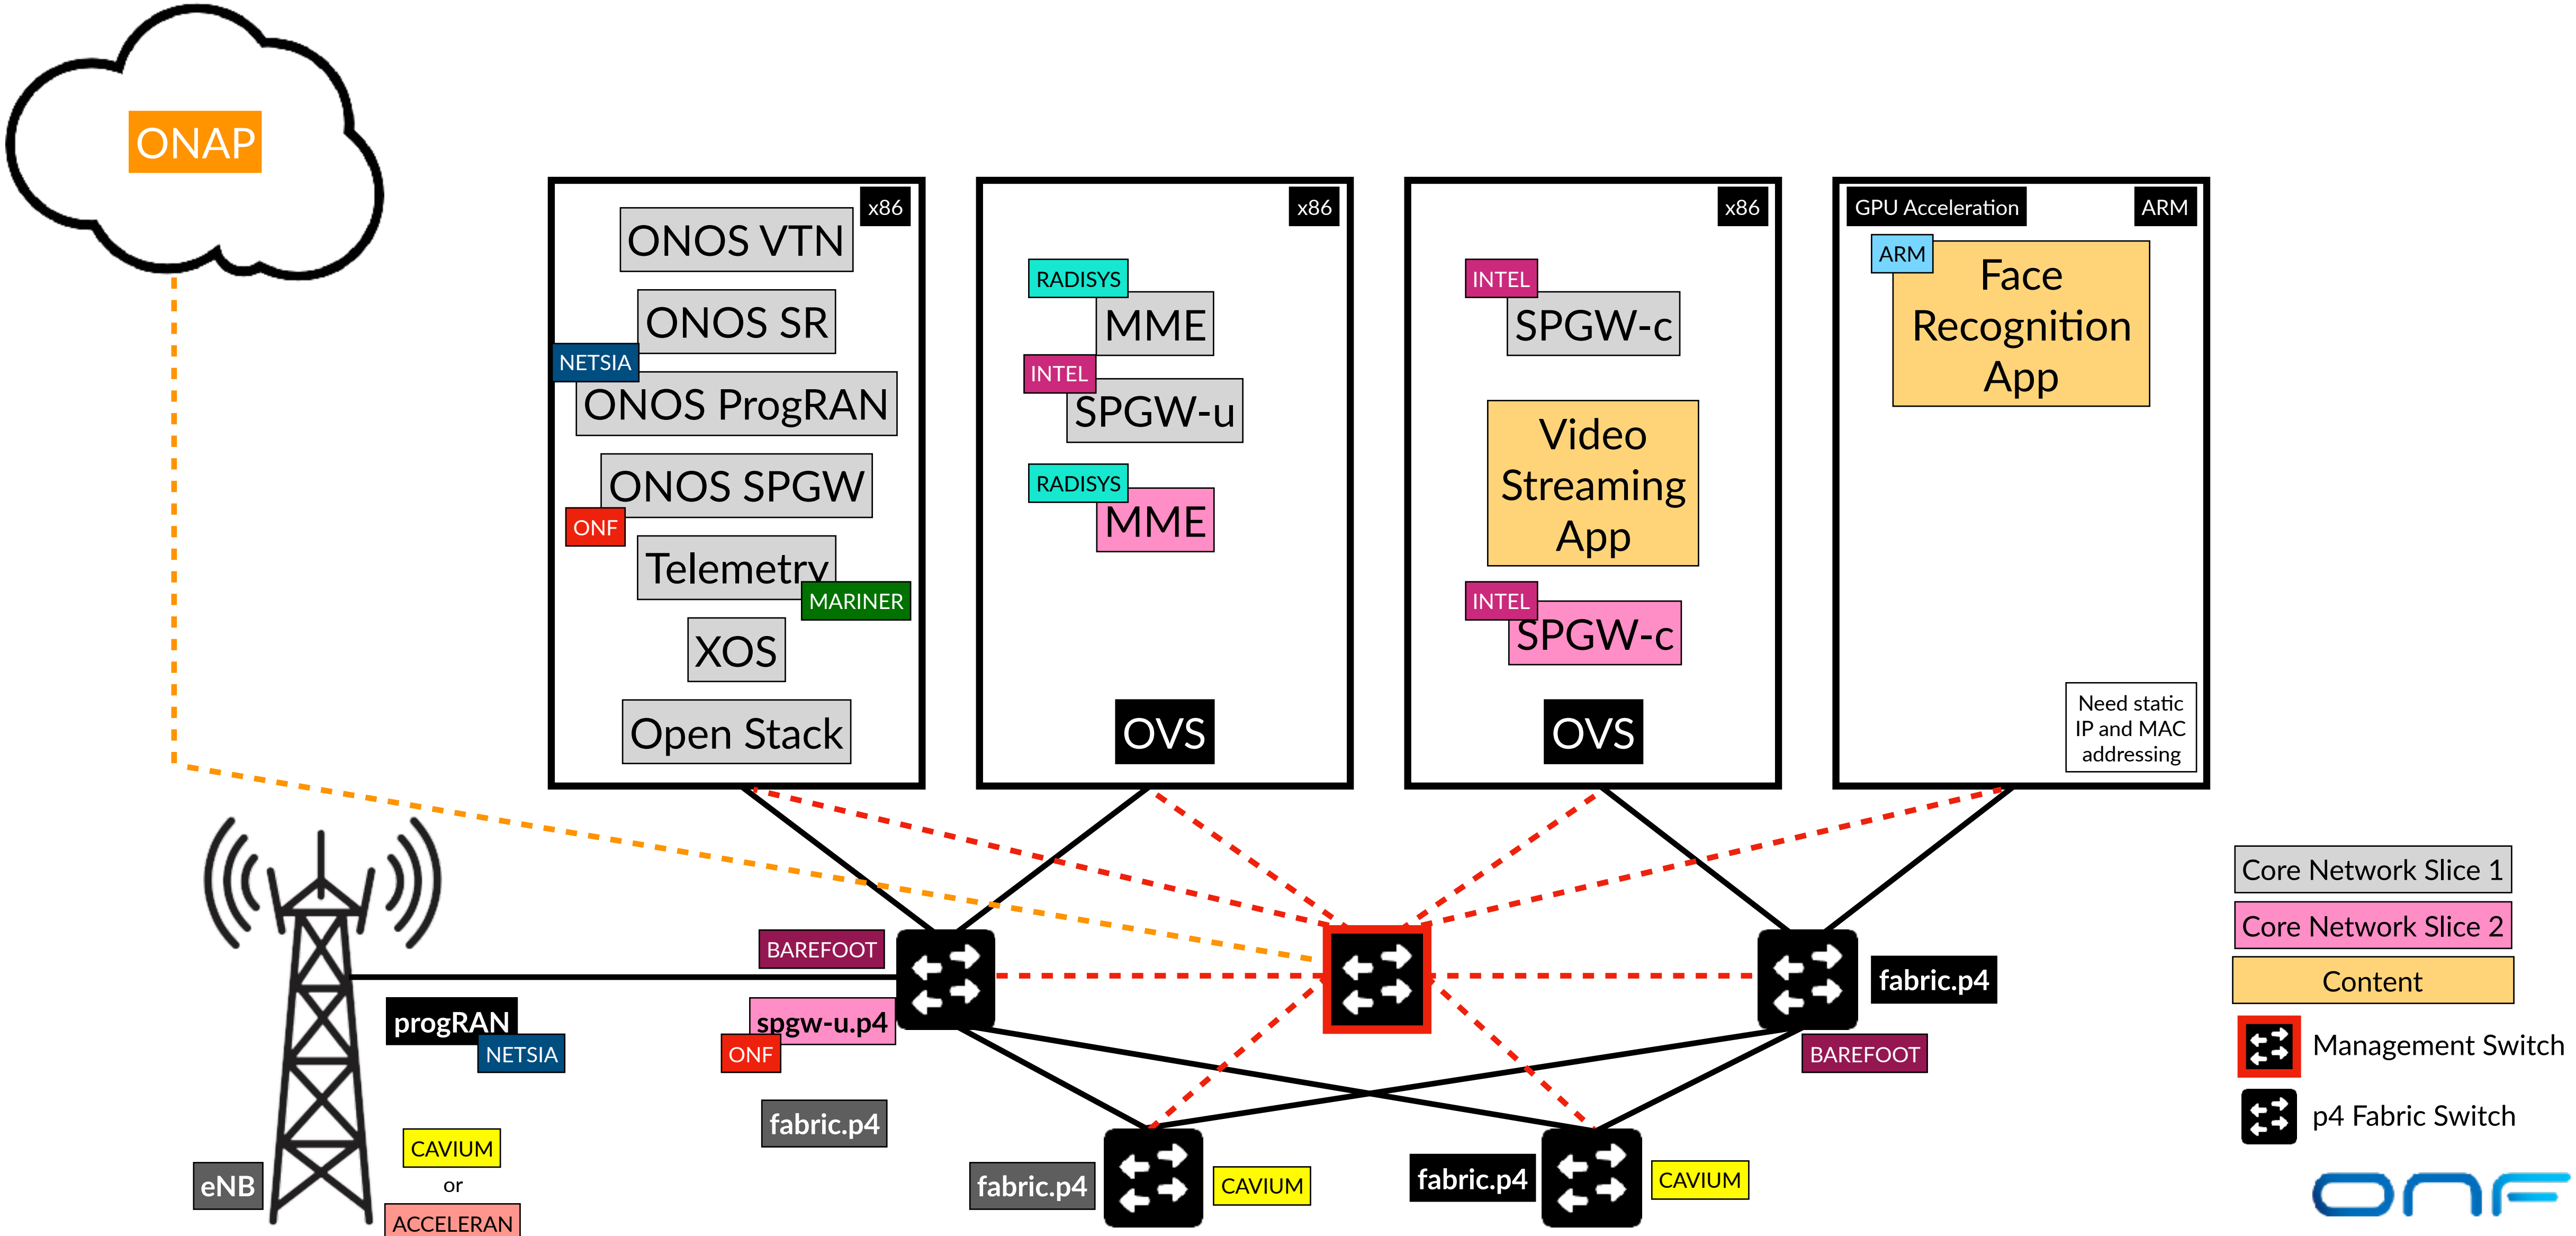 ONAP
x86
ONOS VTN
ONOS SR
NETSIA
ONOS ProgRAN
ONOS SPGW
ONF
Telemetry
MARINER
XOS
Open Stack
x86
RADISYS
MME
INTEL
SPGW-u
RADISYS
MME
OVS
x86
INTEL
SPGW-c
Video
Streaming
App
INTEL
SPGW-c
OVS
GPU Acceleration
ARM
ARM
Face
Recognition
App
Need static
IP and MAC
addressing
BAREFOOT
progRAN
NETSIA
spgw-u.p4
ONF
fabric.p4
eNB
CAVIUM
or
ACCELERAN
fabric.p4
CAVIUM
fabric.p4
CAVIUM
fabric.p4
BAREFOOT
Core Network Slice 1
Core Network Slice 2
Content
Management Switch
p4 Fabric Switch
ONF